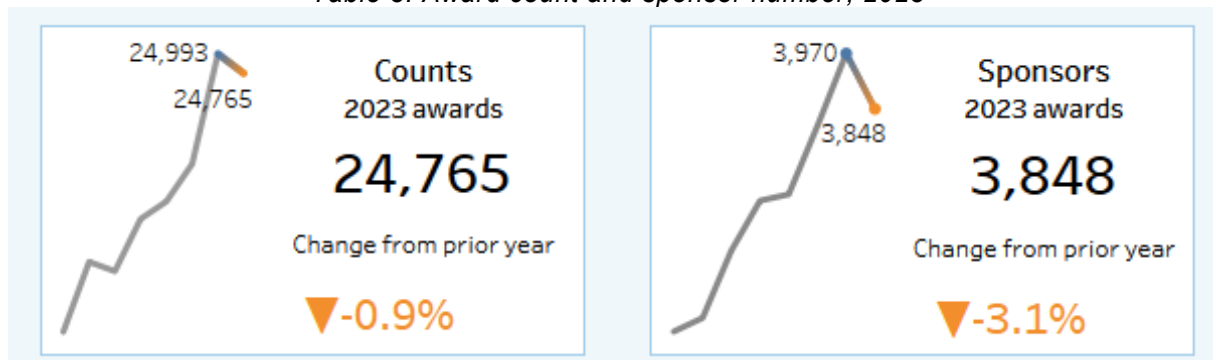 24,993
24,765
Counts
2023 awards
24,765
Change from prior year
▼-0.9%
3,970
3,848
Sponsors
2023 awards
3,848
Change from prior year
▼-3.1%